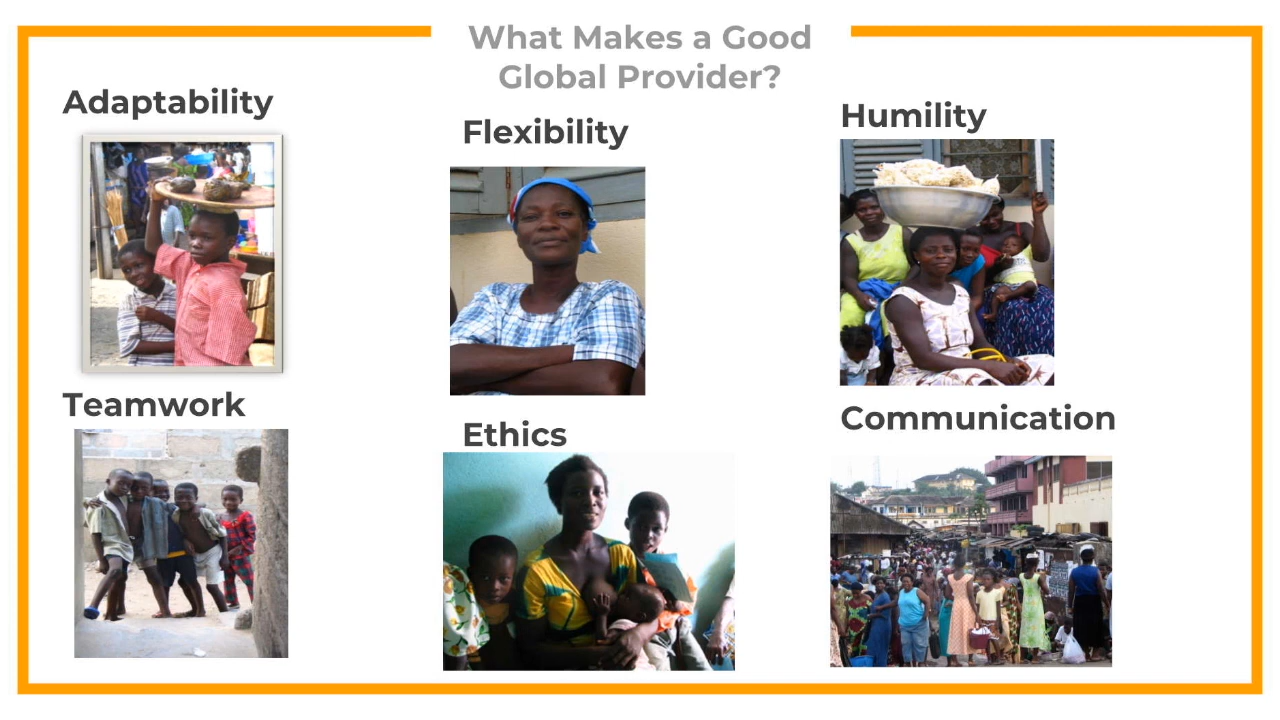 What Makes a Good
Global Provider?
Adaptability
Flexibility
Humility
Teamwork
Ethics
Communication